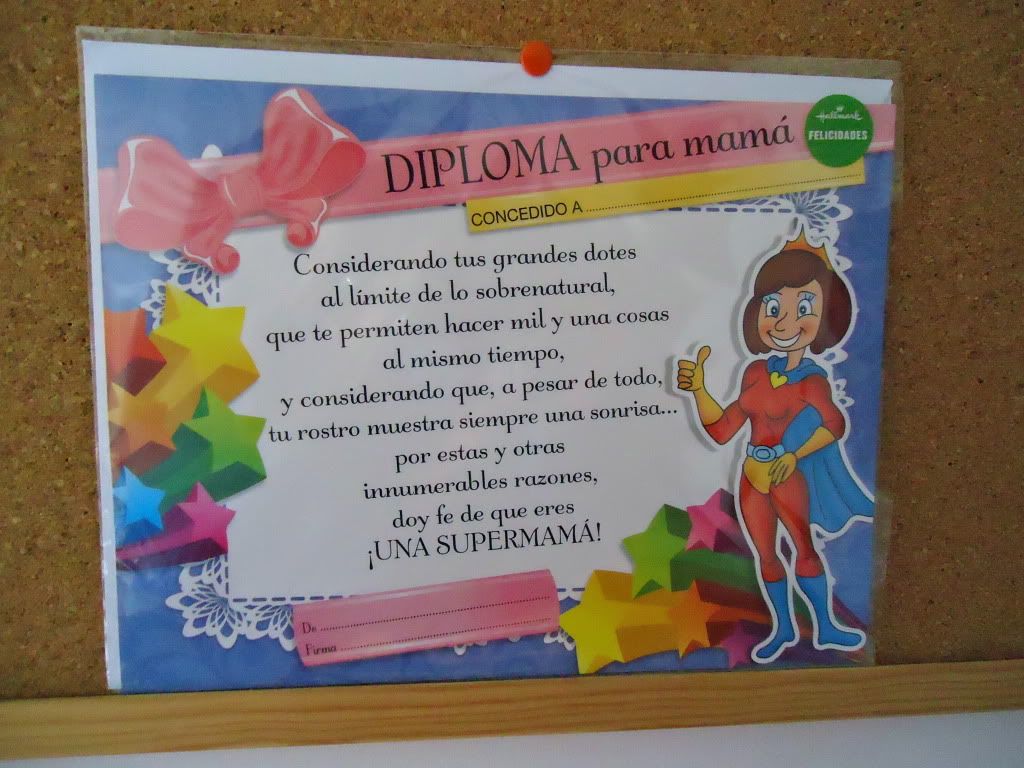 DIPLOMA para mamá
Hallmark
FELICIDADES
CONCEDIDO A
Considerando tus grandes dotes
al límite de lo sobrenatural,
que te permiten hacer mil y una cosas
al mismo tiempo,
y considerando que, a pesar de todo,
tu rostro muestra siempre una sonrisa...
por estas y otras
innumerables razones,
doy fe de que eres
¡UNA SUPERMAMÁ!
De
Firma